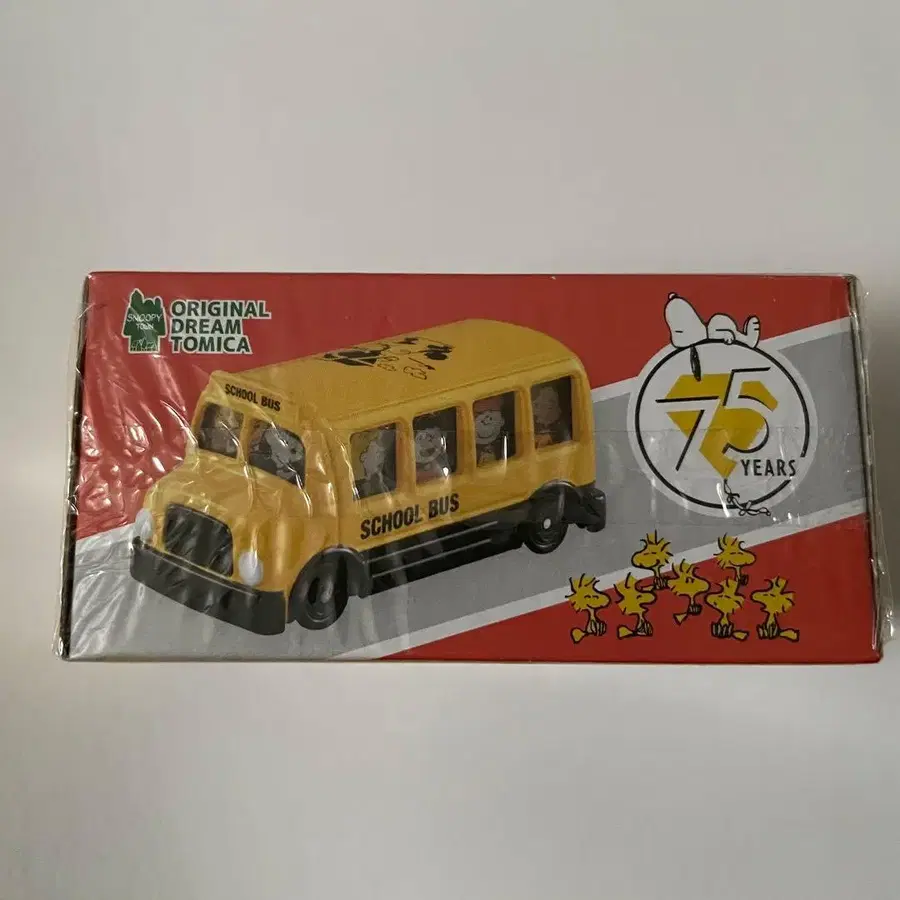 SNOOPY
TOWN
ORIGINAL
DREAM
TOMICA
SCHOOL BUS
SCHOOL BUS
75
YEARS